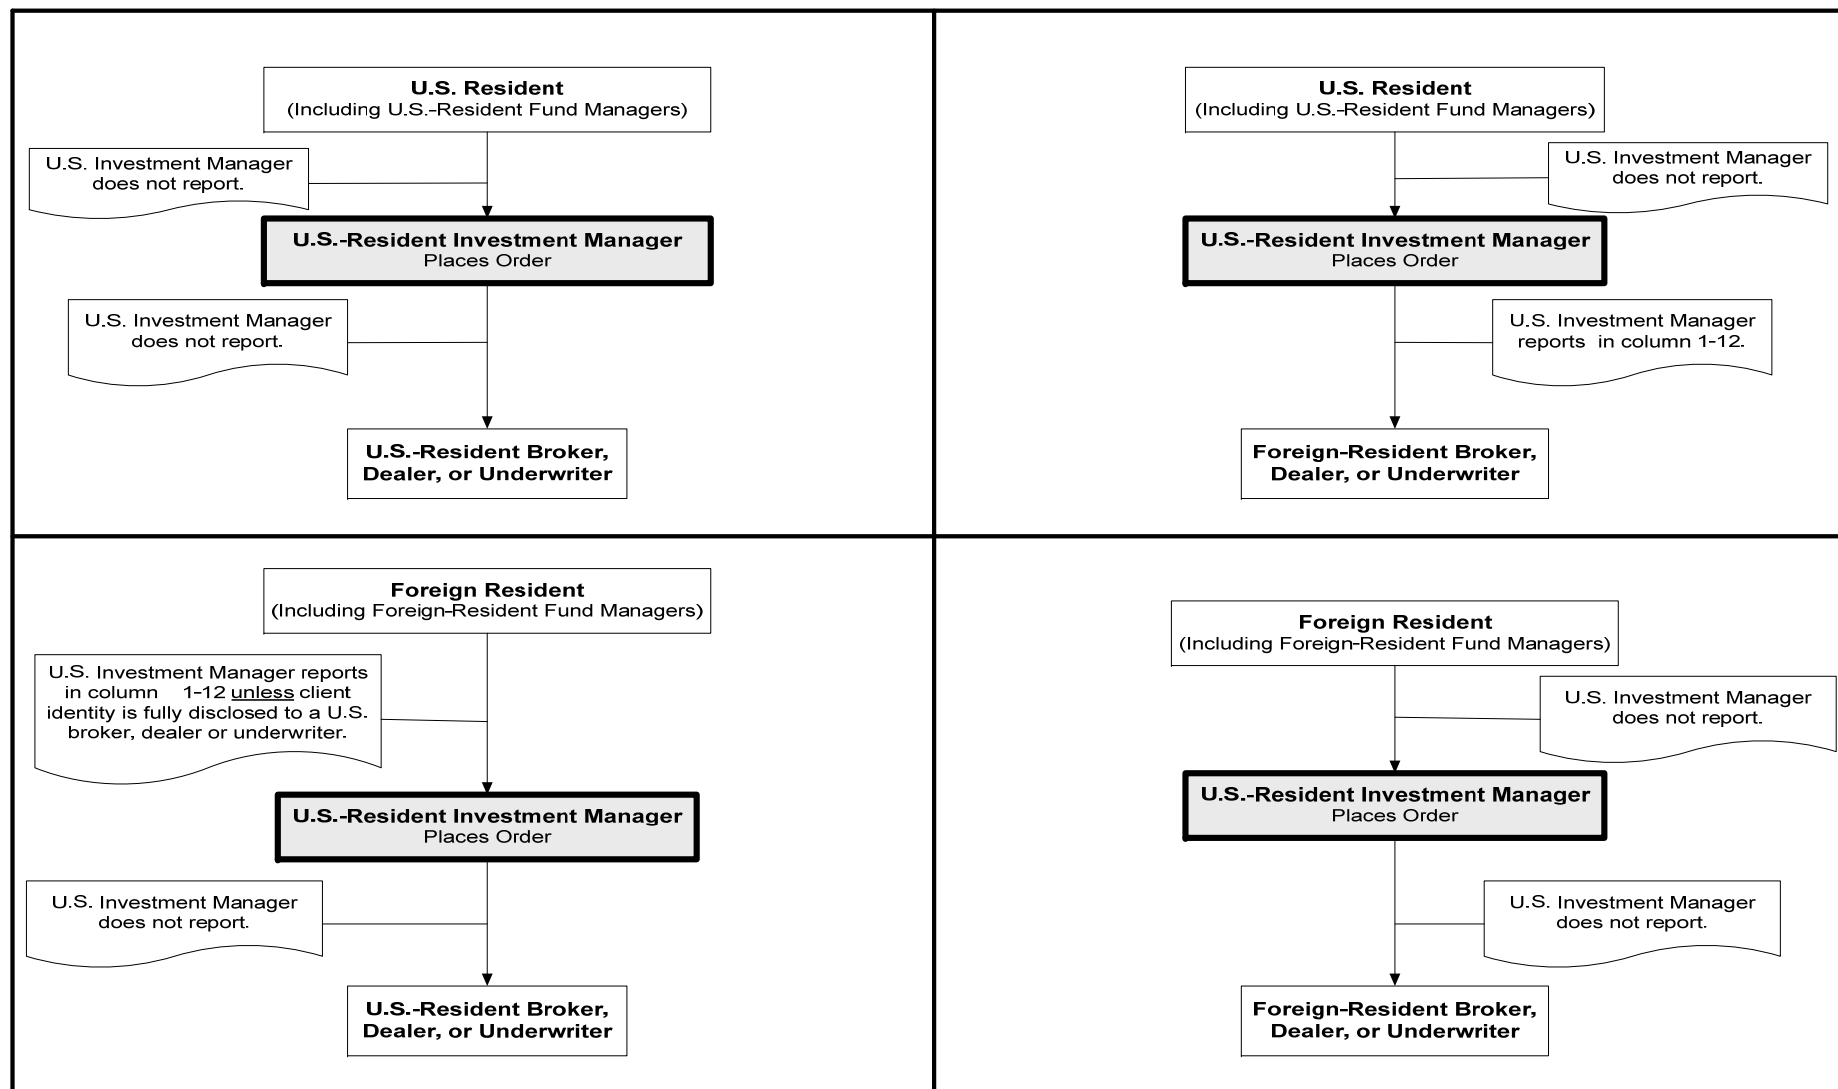 U.S. Resident
(Including U.S.-Resident Fund Managers)
U.S. Investment Manager
does not report.
U.S.-Resident Investment Manager
Places Order
U.S. Investment Manager
does not report.
U.S.-Resident Broker,
Dealer, or Underwriter
U.S. Resident
(Including U.S.-Resident Fund Managers)
U.S. Investment Manager
does not report.
U.S.-Resident Investment Manager
Places Order
U.S. Investment Manager
reports in column 1-12.
Foreign-Resident Broker,
Dealer, or Underwriter
Foreign Resident
(Including Foreign-Resident Fund Managers)
U.S. Investment Manager reports
in column 1-12 unless client
identity is fully disclosed to a U.S.
broker, dealer or underwriter.
U.S.-Resident Investment Manager
Places Order
U.S. Investment Manager
does not report.
U.S.-Resident Broker,
Dealer, or Underwriter
Foreign Resident
(Including Foreign-Resident Fund Managers)
U.S. Investment Manager
does not report.
U.S.-Resident Investment Manager
Places Order
U.S. Investment Manager
does not report.
Foreign-Resident Broker,
Dealer, or Underwriter